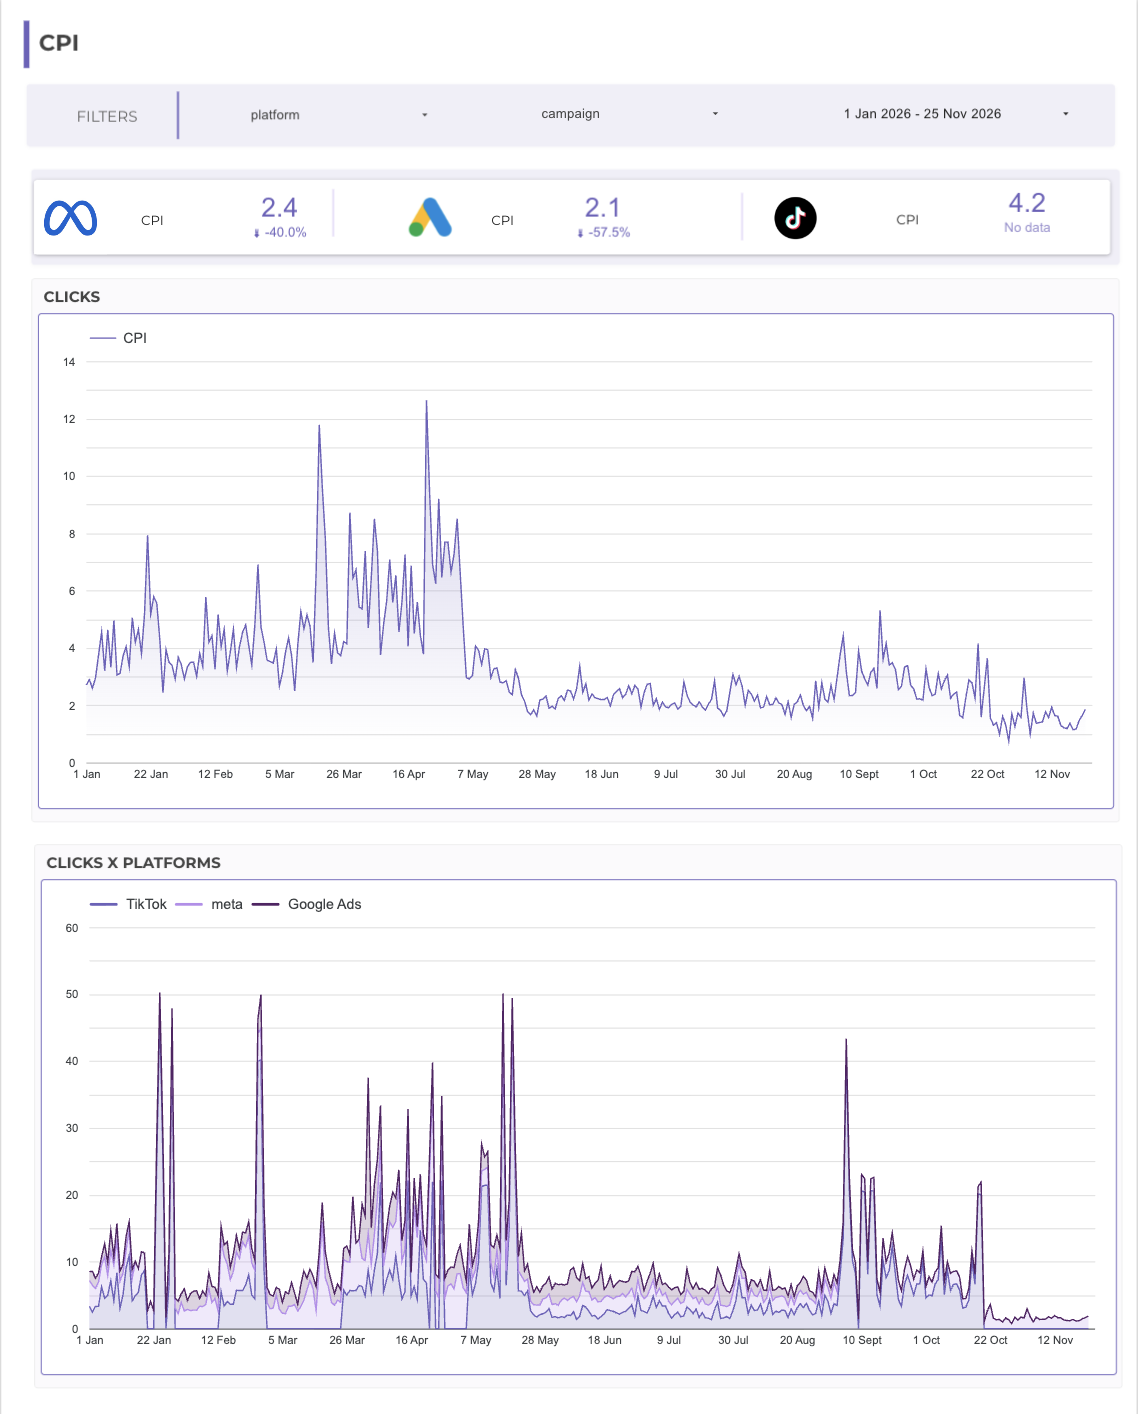 CPI
FILTERS platform campaign 1 Jan 2026 - 25 Nov 2026
CPI 2.4 CPI 2.1 CPI 4.2
-40.0% -57.5% No data
CLICKS
CPI
14
12
10
8
6
4
2
0
1 Jan 22 Jan 12 Feb 5 Mar 26 Mar 16 Apr 7 May 28 May 18 Jun 9 Jul 30 Jul 20 Aug 10 Sept 1 Oct 22 Oct 12 Nov
CLICKS X PLATFORMS
TikTok meta Google Ads
60
50
40
30
20
10
0
1 Jan 22 Jan 12 Feb 5 Mar 26 Mar 16 Apr 7 May 28 May 18 Jun 9 Jul 30 Jul 20 Aug 10 Sept 1 Oct 22 Oct 12 Nov